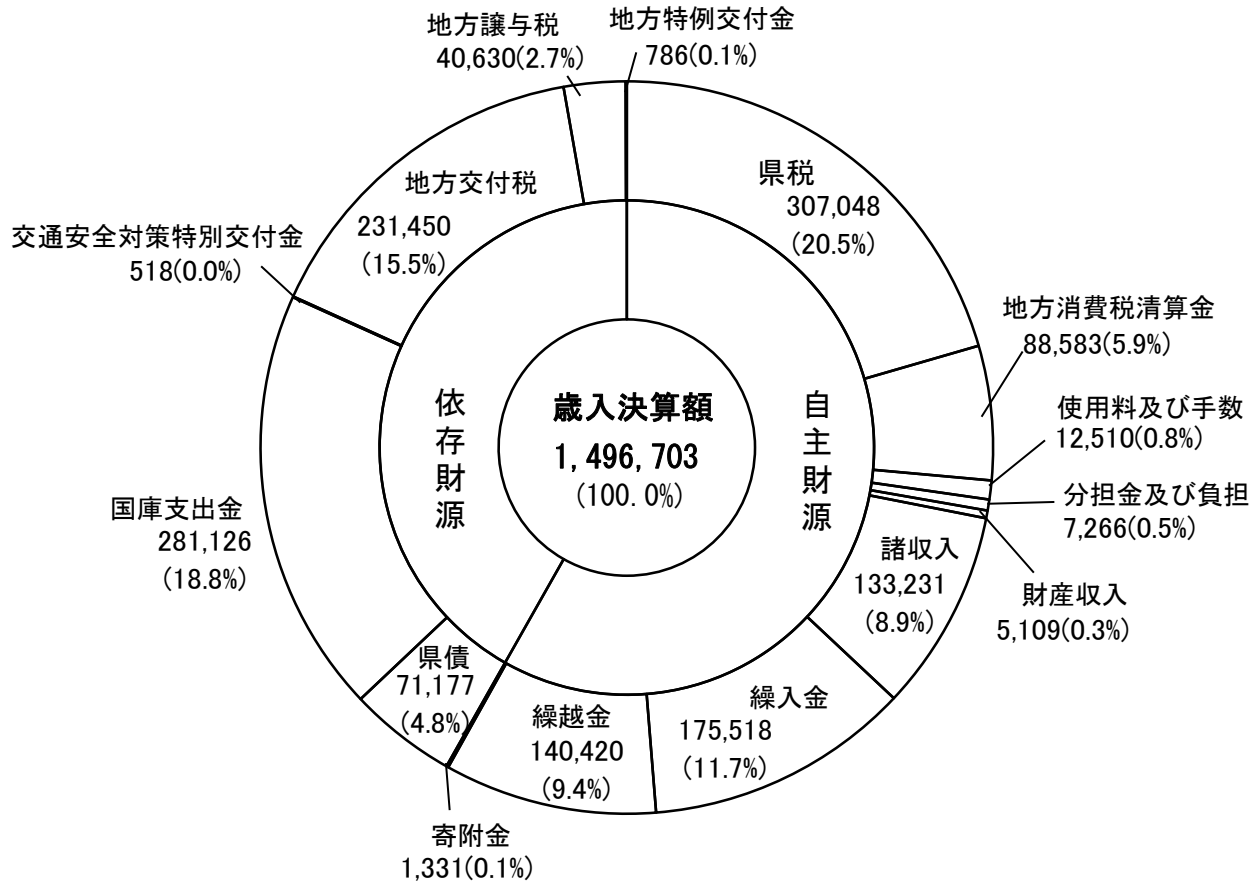 地方譲与税
40,630(2.7%)
地方特例交付金
786(0.1%)
県税
307,048
(20.5%)
地方消費税清算金
88,583(5.9%)
使用料及び手数
12,510(0.8%)
分担金及び負担
7,266(0.5%)
財産収入
5,109(0.3%)
諸収入
133,231
(8.9%)
繰入金
175,518
(11.7%)
繰越金
140,420
(9.4%)
寄附金
1,331(0.1%)
県債
71,177
(4.8%)
国庫支出金
281,126
(18.8%)
交通安全対策特別交付金
518(0.0%)
地方交付税
231,450
(15.5%)
依存財源
歳入決算額
1,496,703
(100.0%)
自主財源